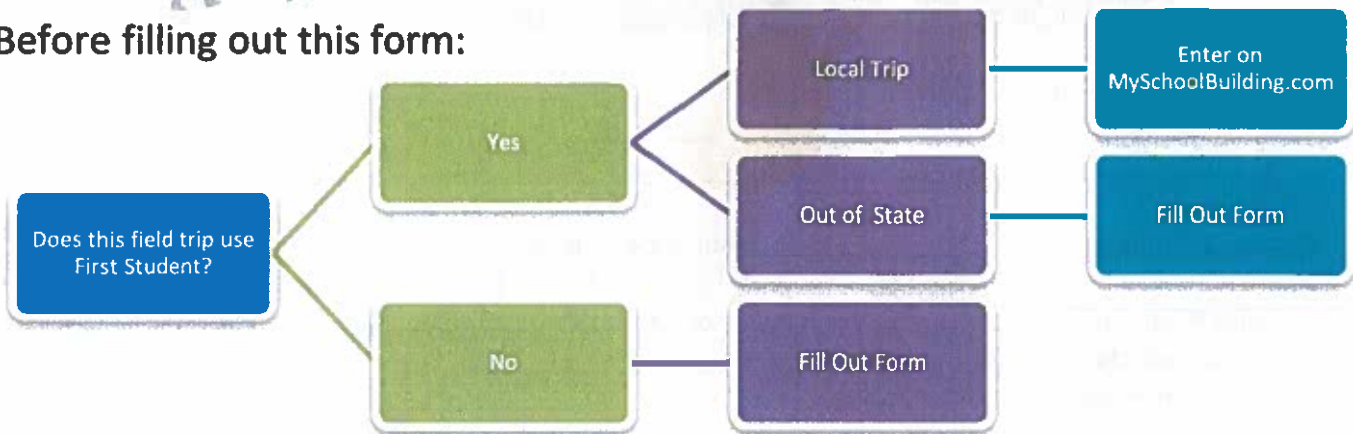 Before filling out this form:
Does this field trip use
First Student?
Yes
No
Local Trip
Out of State
Fill Out Form
Enter on
MySchoolBuilding.com
Fill Out Form